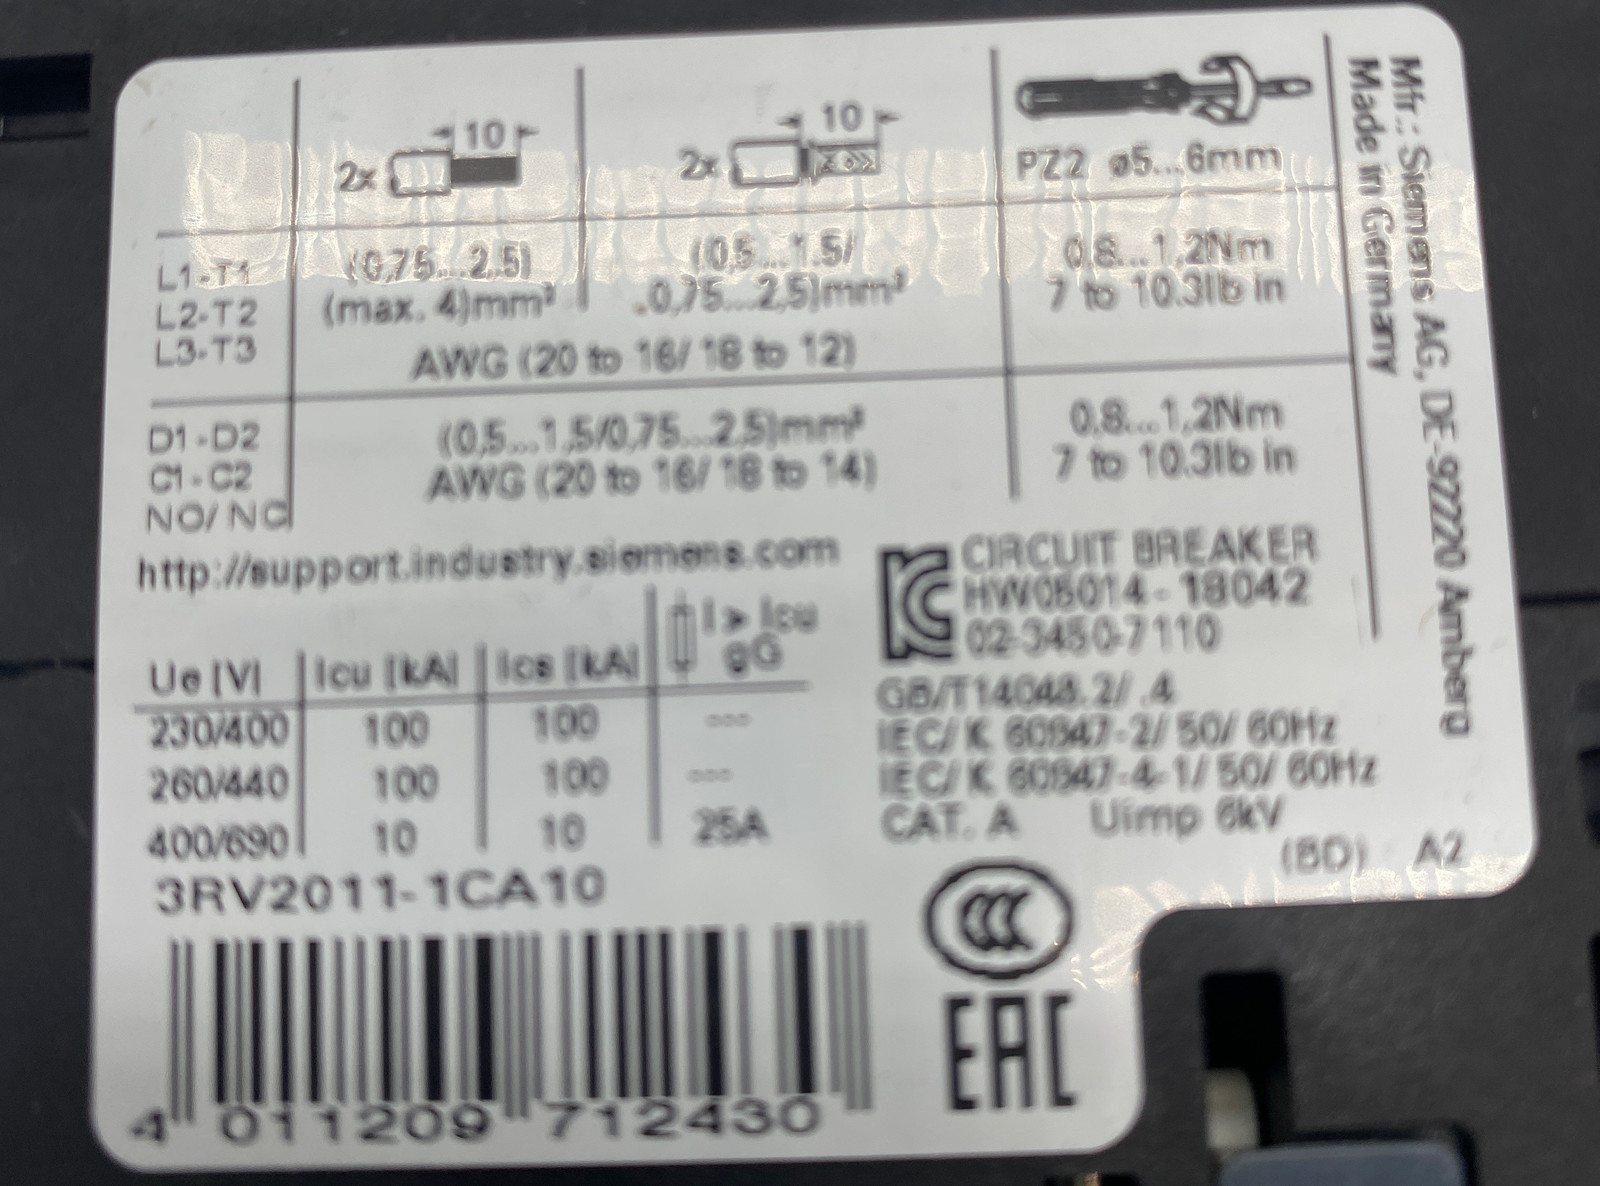 2x 10
2x 10
PZ2 ø5...6mm
L1-T1
L2-T2
L3-T3
(0,75...2,5)
(max. 4)mm²
(0,5...1,5/
0,75...2,5)mm²
AWG (20 to 16/ 18 to 12)
0,8...1,2Nm
7 to 10.3lb in
D1-D2
C1-C2
NO/ NC
(0,5...1,5/0,75...2,5)mm²
AWG (20 to 16/ 18 to 14)
0,8...1,2Nm
7 to 10.3lb in
Mfr.: Siemens AG, DE-92220 Amberg
Made in Germany
http://support.industry.siemens.com
Ue [V] Icu [kA] Ics [kA] I > Icu gG
230/400 100 100 ---
260/440 100 100 ---
400/690 10 10 25A
3RV2011-1CA10
4 011209 712430
CIRCUIT BREAKER
HW05014-18042
02-3450-7110
GB/T14048.2/ .4
IEC/ K 60947-2/ 50/ 60Hz
IEC/ K 60947-4-1/ 50/ 60Hz
CAT. A Uimp 6kV
(BD) A2
CCC
EAC